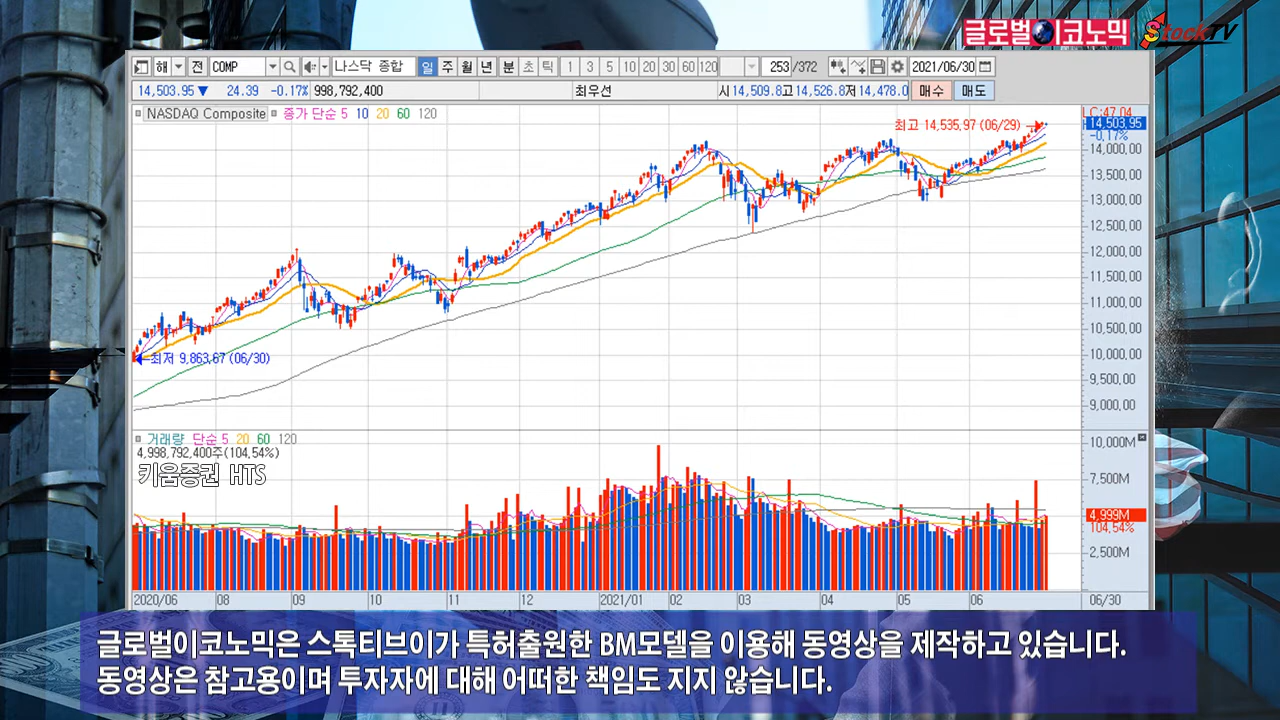 글로벌이코노믹 StockTV
해 전 COMP 나스닥 종합 일 주 월 년 분 초 틱 1 3 5 10 20 30 60 120 253 /372 2021/06/30
14,503.95 ▼ 24.39 -0.17% 998,792,400 최우선 시 14,509.8 고 14,526.8 저 14,478.0 매수 매도
NASDAQ Composite 종가 단순 5 10 20 60 120
LC:47.04
최고 14,535.97 (06/29)
14,503.95
-0.17%
14,000.00
13,500.00
13,000.00
12,500.00
12,000.00
11,500.00
11,000.00
10,500.00
10,000.00
최저 9,863.67 (06/30)
9,500.00
9,000.00
거래량 단순 5 20 60 120
10,000M
4,998,792,400주(104.54%)
키움증권 HTS
7,500M
4,999M
104.54%
2,500M
2020/06 08 09 10 11 12 2021/01 02 03 04 05 06 06/30
글로벌이코노믹은 스톡티브이가 특허출원한 BM모델을 이용해 동영상을 제작하고 있습니다.
동영상은 참고용이며 투자자에 대해 어떠한 책임도 지지 않습니다.